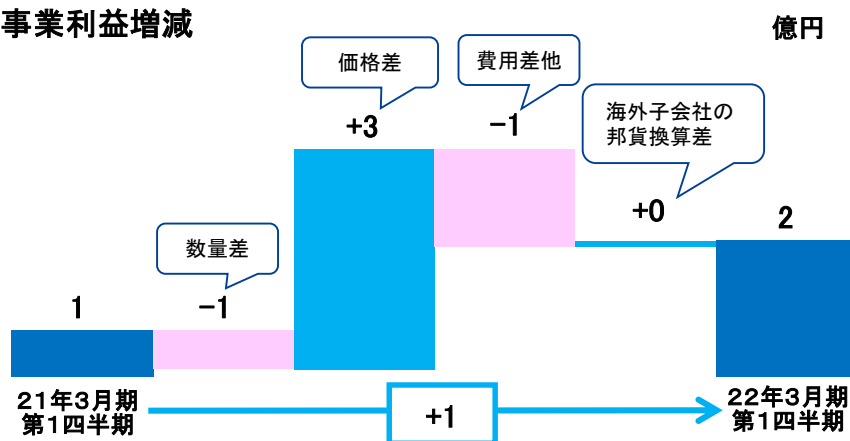 事業利益増減
億円
価格差
費用差他
海外子会社の
邦貨換算差
数量差
+3
-1
+0
2
1
-1
21年3月期
第1四半期
+1
22年3月期
第1四半期